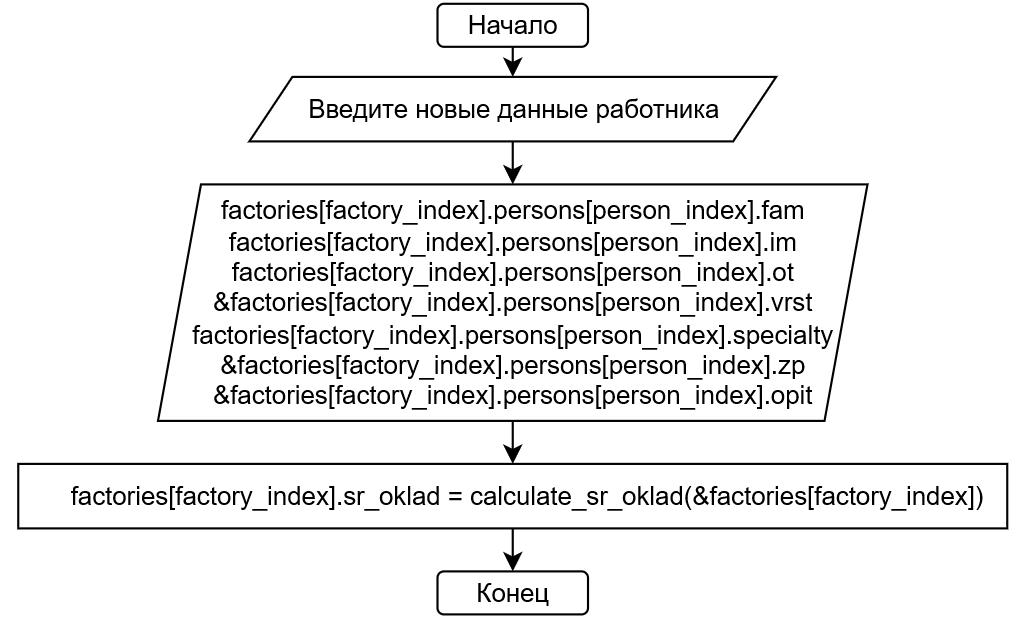 Начало
Введите новые данные работника
factories[factory_index].persons[person_index].fam
factories[factory_index].persons[person_index].im
factories[factory_index].persons[person_index].ot
&factories[factory_index].persons[person_index].vrst
factories[factory_index].persons[person_index].specialty
&factories[factory_index].persons[person_index].zp
&factories[factory_index].persons[person_index].opit
factories[factory_index].sr_oklad = calculate_sr_oklad(&factories[factory_index])
Конец